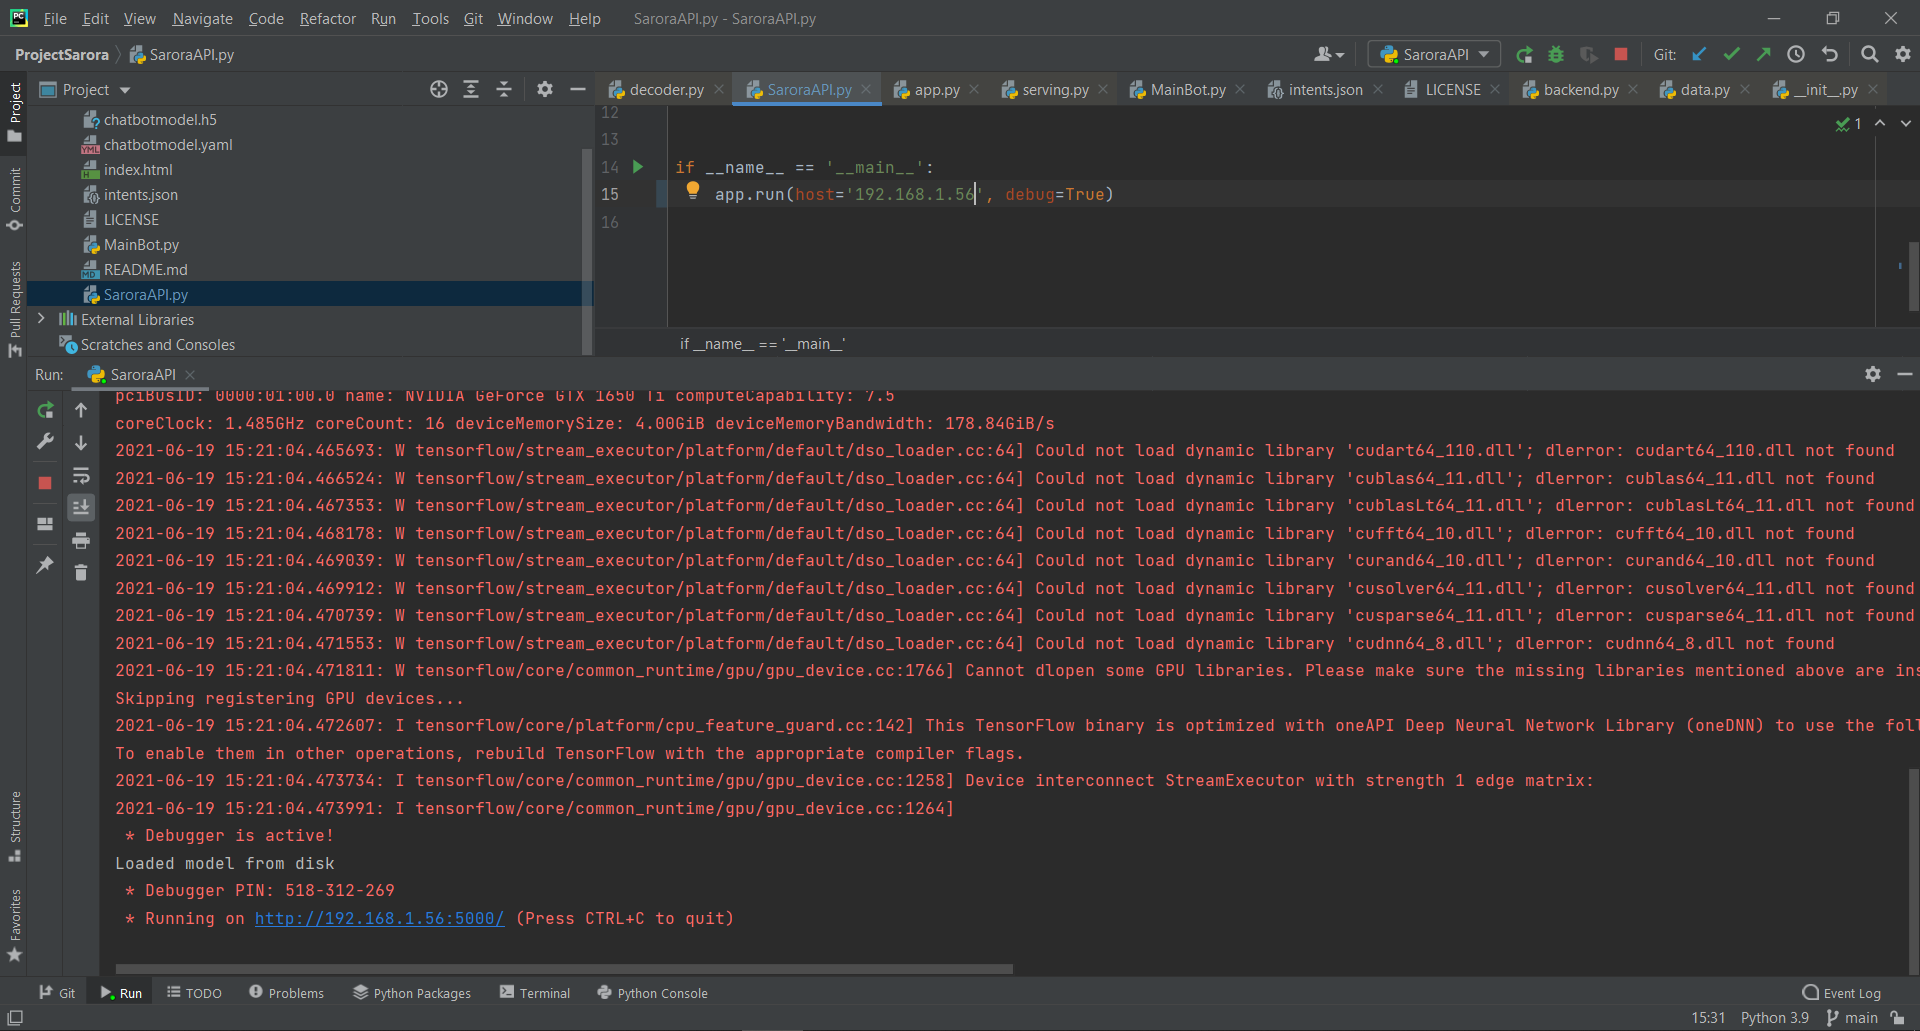 File Edit View Navigate Code Refactor Run Tools Git Window Help SaroraAPI.py - SaroraAPI.py
ProjectSarora SaroraAPI.py SaroraAPI Git:
Project decoder.py SaroraAPI.py app.py serving.py MainBot.py intents.json LICENSE backend.py data.py __init__.py
Project
Commit
Pull Requests
chatbotmodel.h5
chatbotmodel.yaml
index.html
intents.json
LICENSE
MainBot.py
README.md
SaroraAPI.py
External Libraries
Scratches and Consoles
12
13
14 if __name__ == '__main__':
15 app.run(host='192.168.1.56', debug=True)
16
1
if __name__ == '__main__'
Run: SaroraAPI
pciBusID: 0000:01:00.0 name: NVIDIA GeForce GTX 1650 Ti computeCapability: 7.5
coreClock: 1.485GHz coreCount: 16 deviceMemorySize: 4.00GiB deviceMemoryBandwidth: 178.84GiB/s
2021-06-19 15:21:04.465693: W tensorflow/stream_executor/platform/default/dso_loader.cc:64] Could not load dynamic library 'cudart64_110.dll'; dlerror: cudart64_110.dll not found
2021-06-19 15:21:04.466524: W tensorflow/stream_executor/platform/default/dso_loader.cc:64] Could not load dynamic library 'cublas64_11.dll'; dlerror: cublas64_11.dll not found
2021-06-19 15:21:04.467353: W tensorflow/stream_executor/platform/default/dso_loader.cc:64] Could not load dynamic library 'cublasLt64_11.dll'; dlerror: cublasLt64_11.dll not found
2021-06-19 15:21:04.468178: W tensorflow/stream_executor/platform/default/dso_loader.cc:64] Could not load dynamic library 'cufft64_10.dll'; dlerror: cufft64_10.dll not found
2021-06-19 15:21:04.469039: W tensorflow/stream_executor/platform/default/dso_loader.cc:64] Could not load dynamic library 'curand64_10.dll'; dlerror: curand64_10.dll not found
2021-06-19 15:21:04.469912: W tensorflow/stream_executor/platform/default/dso_loader.cc:64] Could not load dynamic library 'cusolver64_11.dll'; dlerror: cusolver64_11.dll not found
2021-06-19 15:21:04.470739: W tensorflow/stream_executor/platform/default/dso_loader.cc:64] Could not load dynamic library 'cusparse64_11.dll'; dlerror: cusparse64_11.dll not found
2021-06-19 15:21:04.471553: W tensorflow/stream_executor/platform/default/dso_loader.cc:64] Could not load dynamic library 'cudnn64_8.dll'; dlerror: cudnn64_8.dll not found
2021-06-19 15:21:04.471811: W tensorflow/core/common_runtime/gpu/gpu_device.cc:1766] Cannot dlopen some GPU libraries. Please make sure the missing libraries mentioned above are ins
Skipping registering GPU devices...
2021-06-19 15:21:04.472607: I tensorflow/core/platform/cpu_feature_guard.cc:142] This TensorFlow binary is optimized with oneAPI Deep Neural Network Library (oneDNN) to use the foll
To enable them in other operations, rebuild TensorFlow with the appropriate compiler flags.
2021-06-19 15:21:04.473734: I tensorflow/core/common_runtime/gpu/gpu_device.cc:1258] Device interconnect StreamExecutor with strength 1 edge matrix:
2021-06-19 15:21:04.473991: I tensorflow/core/common_runtime/gpu/gpu_device.cc:1264]
* Debugger is active!
Loaded model from disk
* Debugger PIN: 518-312-269
* Running on http://192.168.1.56:5000/ (Press CTRL+C to quit)
Structure
Favorites
Git Run TODO Problems Python Packages Terminal Python Console Event Log
15:31 Python 3.9 main